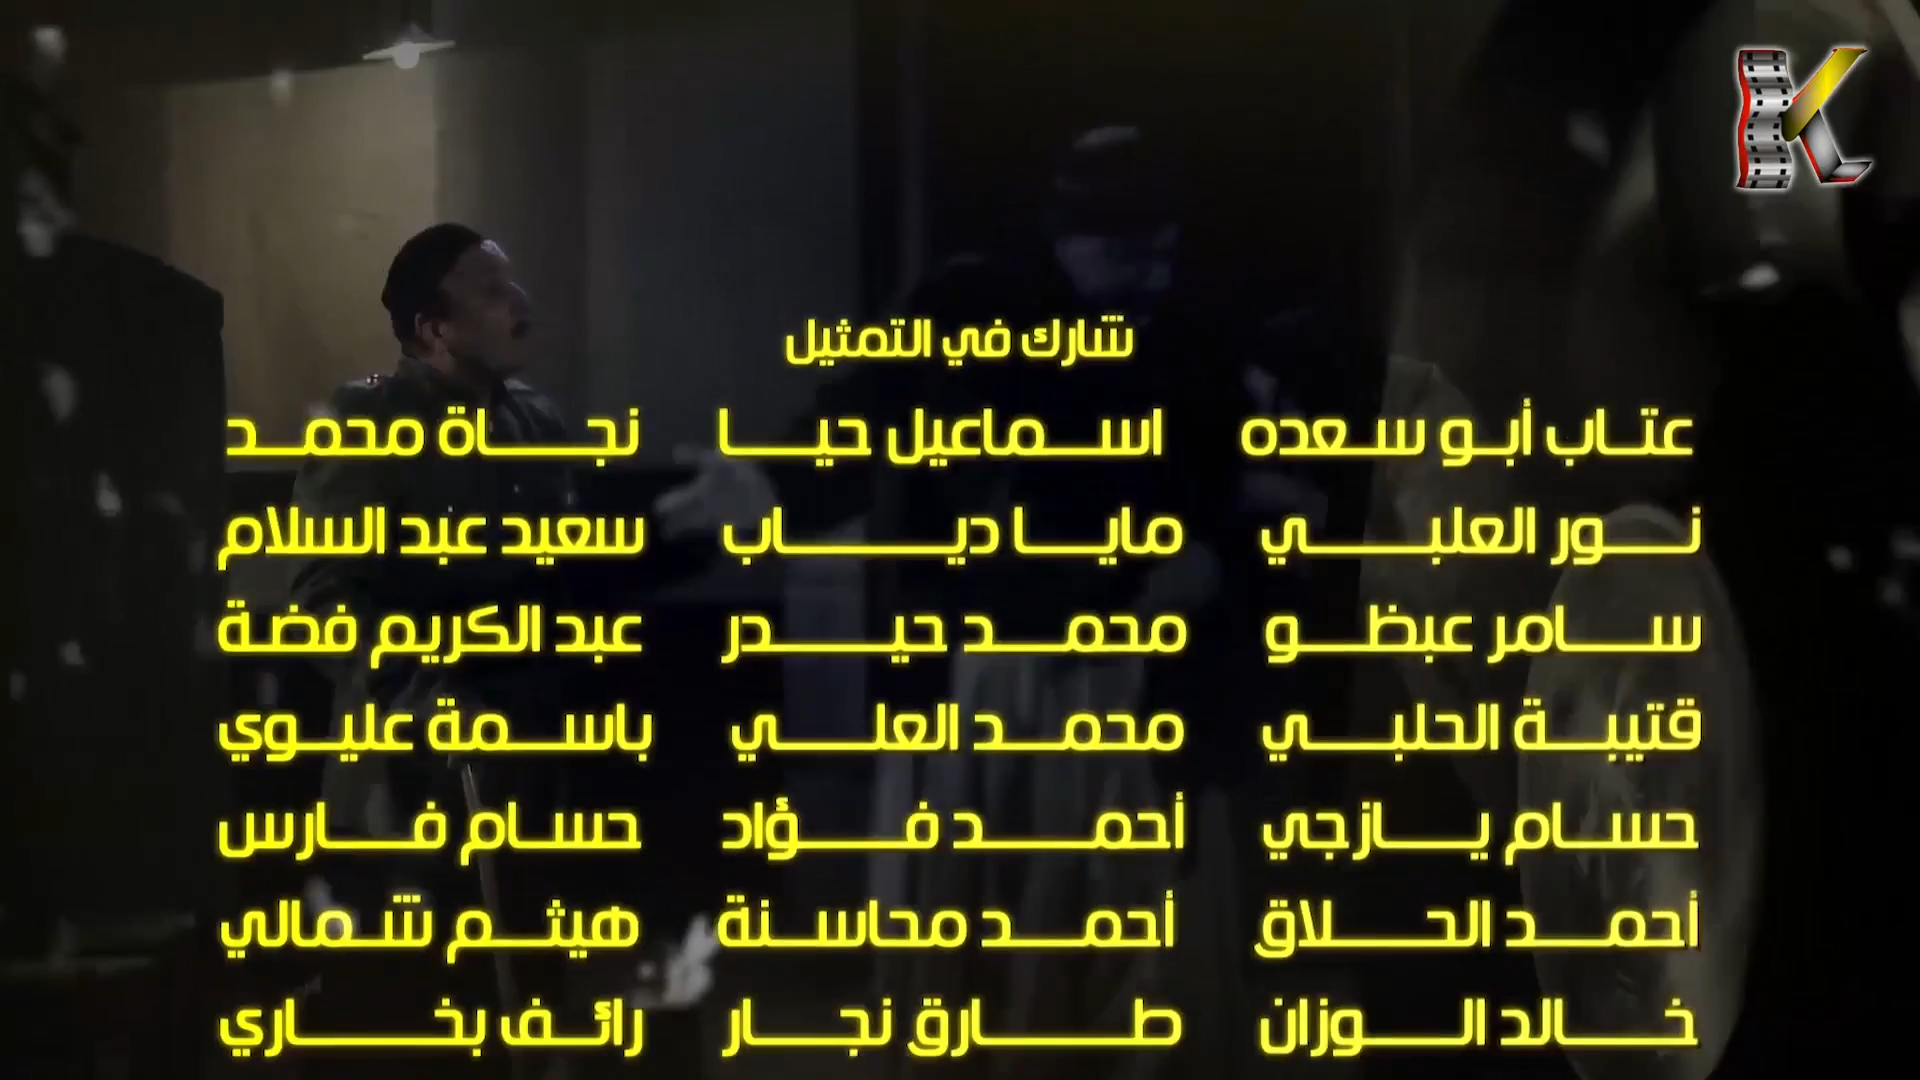 شارك في التمثيل
عتاب أبو سعده اسماعيل حيا نجاة محمد
نور العلبي مايا دياب سعيد عبد السلام
سامر عبظو محمد حيدر عبد الكريم فضة
قتيبة الحلبي محمد العلي باسمة عليوي
حسام يازجي أحمد فؤاد حسام فارس
أحمد الحلاق أحمد محاسنة هيثم شمالي
خالد الوزان طارق نجار رائف بخاري
K